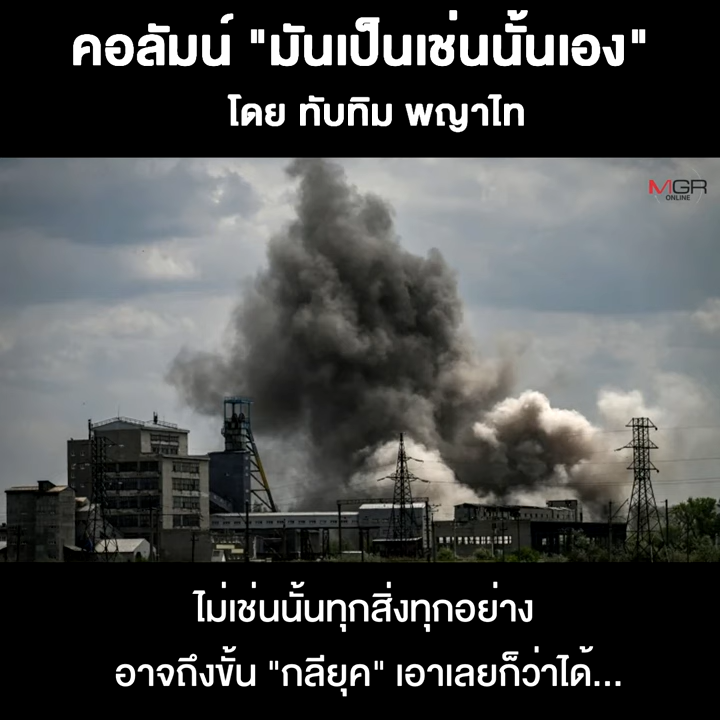 คอลัมน์ "มันเป็นเช่นนั้นเอง"
โดย ทับทิม พญาไท
MGR
ONLINE
ไม่เช่นนั้นทุกสิ่งทุกอย่าง
อาจถึงขั้น "กลียุค" เอาเลยก็ว่าได้...